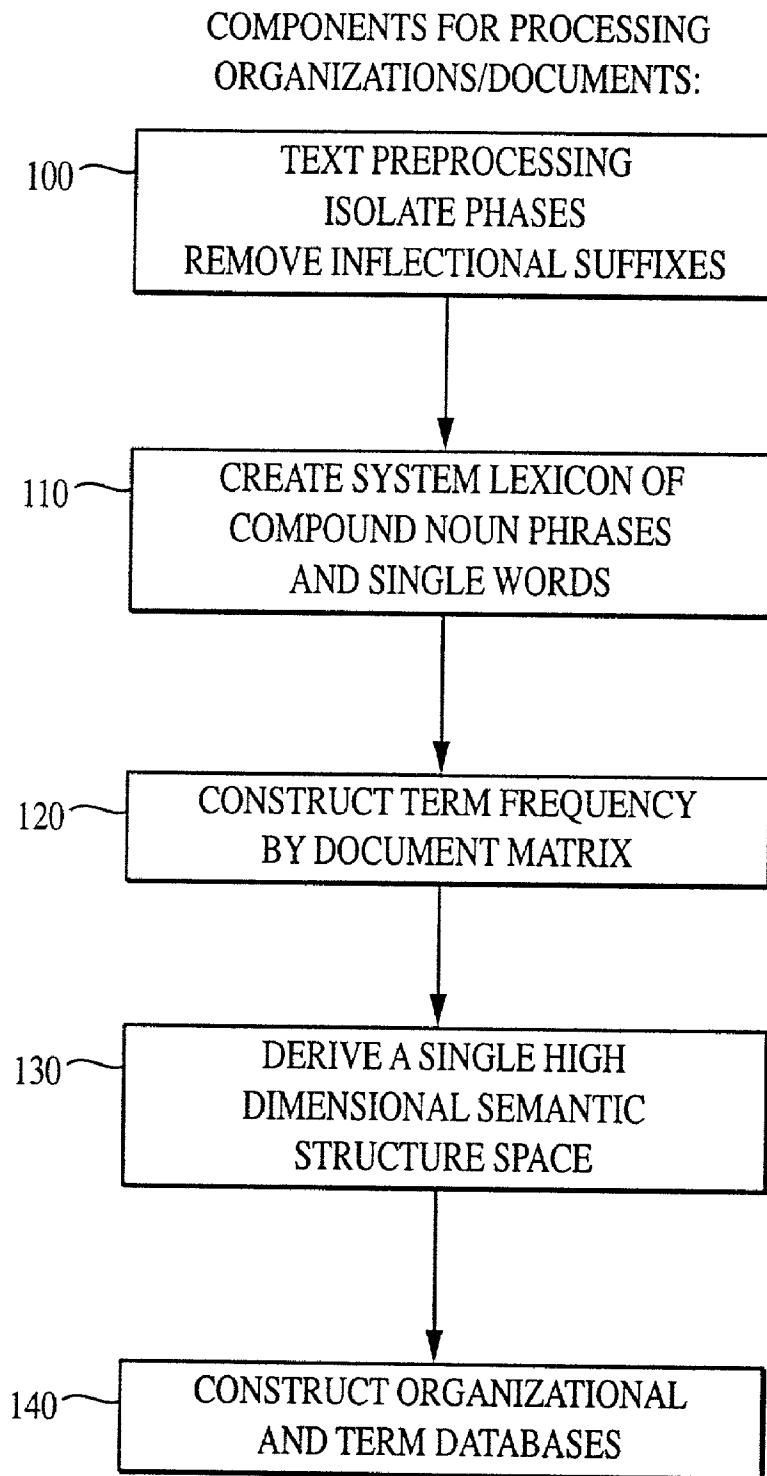 COMPONENTS FOR PROCESSING
ORGANIZATIONS/DOCUMENTS:
100
TEXT PREPROCESSING
ISOLATE PHASES
REMOVE INFLECTIONAL SUFFIXES
110
CREATE SYSTEM LEXICON OF
COMPOUND NOUN PHRASES
AND SINGLE WORDS
120
CONSTRUCT TERM FREQUENCY
BY DOCUMENT MATRIX
130
DERIVE A SINGLE HIGH
DIMENSIONAL SEMANTIC
STRUCTURE SPACE
140
CONSTRUCT ORGANIZATIONAL
AND TERM DATABASES